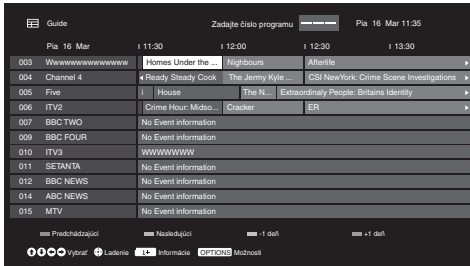 Guide Zadajte číslo programu Pia 16 Mar 11:35
Pia 16 Mar 11:30 12:00 12:30 13:30
003 Wwwwwwwwwwwwww Homes Under the ... Nighbours Afterlife
004 Channel 4 Ready Steady Cook The Jermy Kyle ... CSI NewYork: Crime Scene Investigations
005 Five i House The N... Extraordinaly People: Britains Identity
006 ITV2 Crime Hour: Midso... Cracker ER
007 BBC TWO No Event information
009 BBC FOUR No Event information
010 ITV3 WWWWWWW
011 SETANTA No Event information
012 BBC NEWS No Event information
014 ABC NEWS No Event information
015 MTV No Event information
Predchádzajúci Nasledujúci -1 deň +1 deň
Vybrať Ladenie 1+ Informácie OPTIONS Možnosti